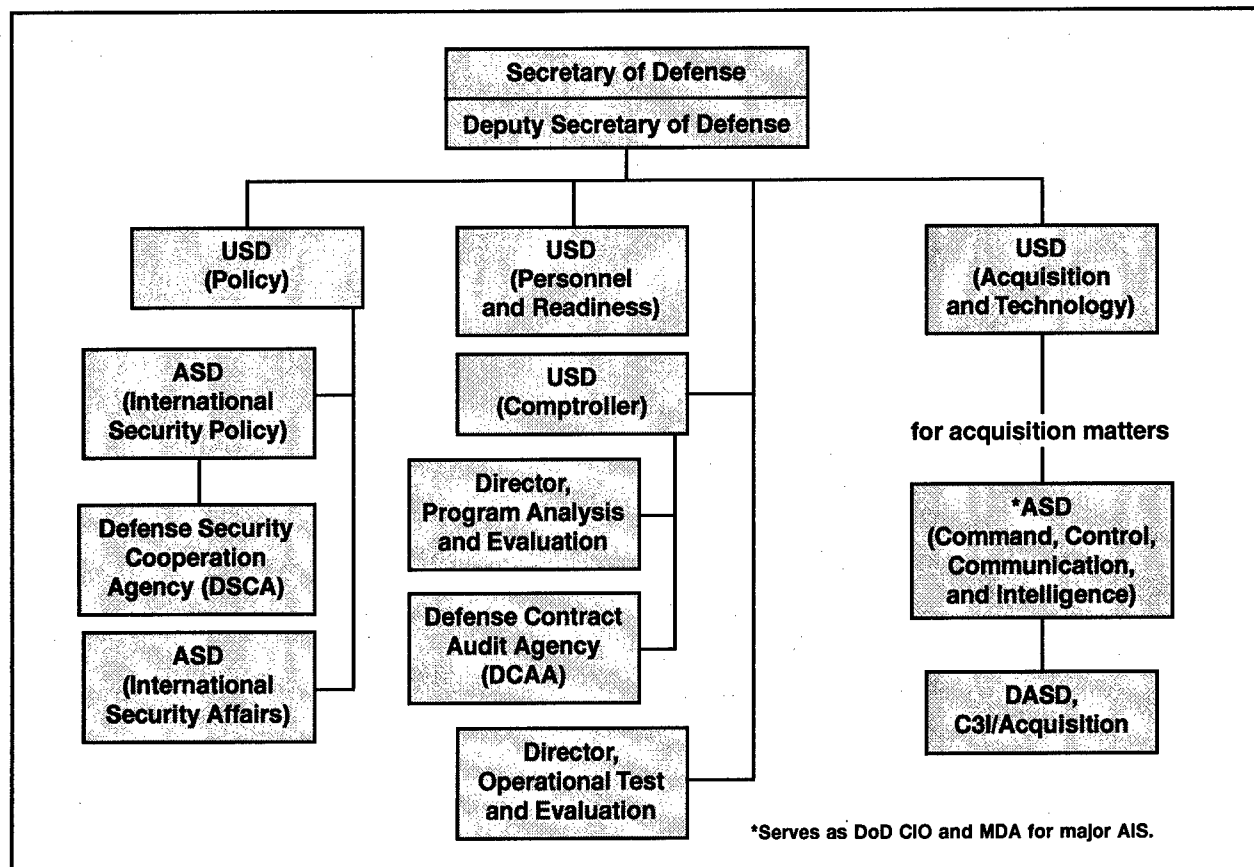 Secretary of Defense
Deputy Secretary of Defense
USD
(Policy)
ASD
(International
Security Policy)
Defense Security
Cooperation
Agency (DSCA)
ASD
(International
Security Affairs)
USD
(Personnel
and Readiness)
USD
(Comptroller)
Director,
Program Analysis
and Evaluation
Defense Contract
Audit Agency
(DCAA)
Director,
Operational Test
and Evaluation
USD
(Acquisition
and Technology)
for acquisition matters
*ASD
(Command, Control,
Communication,
and Intelligence)
DASD,
C3I/Acquisition
*Serves as DoD CIO and MDA for major AIS.